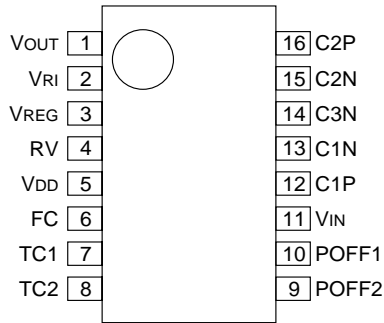 VOUT 1 16 C2P
VRI 2 15 C2N
VREG 3 14 C3N
RV 4 13 C1N
VDD 5 12 C1P
FC 6 11 VIN
TC1 7 10 POFF1
TC2 8 9 POFF2